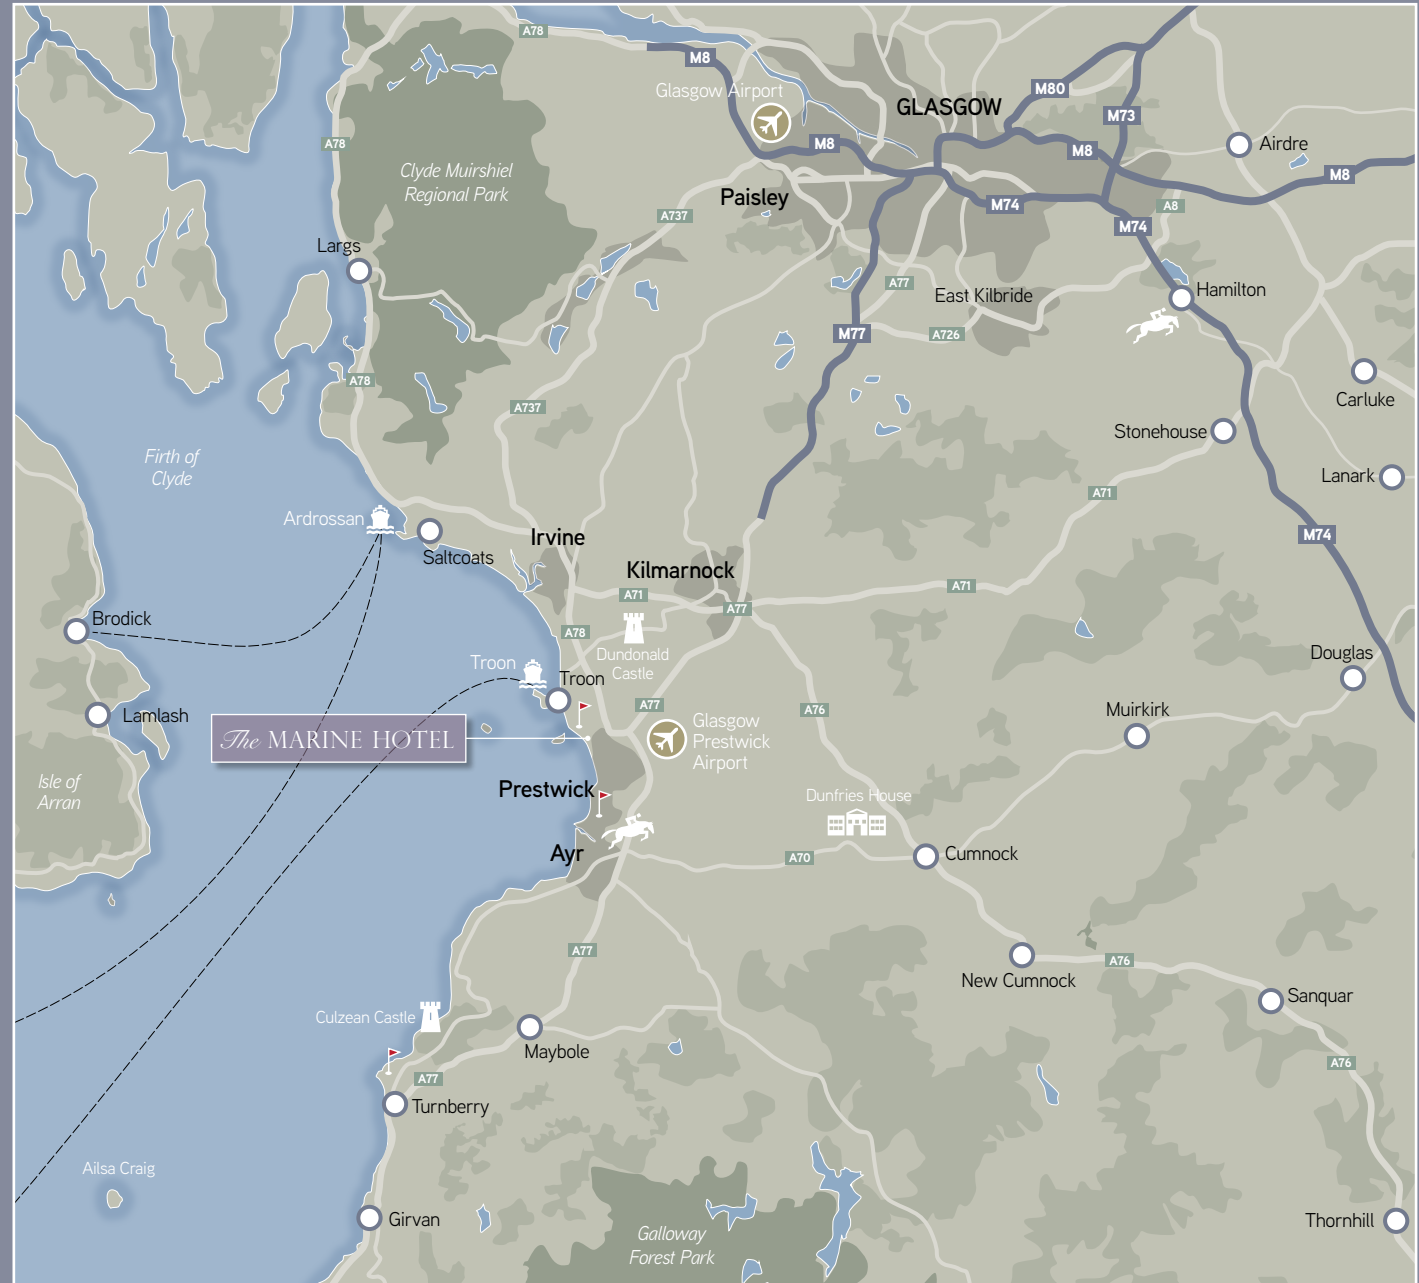 A78
M8
Glasgow Airport
GLASGOW
M80
M73
A78
M8
M8
Airdre
M8
Clyde Muirshiel
Regional Park
Paisley
M74
A8
A737
M74
Largs
A77
East Kilbride
Hamilton
M77
A726
A78
A737
Carluke
Stonehouse
Firth of
Clyde
Lanark
A71
Ardrossan
M74
Irvine
Saltcoats
Kilmarnock
A71
A71
A77
Brodick
A78
Dundonald
Castle
Troon
Troon
Douglas
A77
A76
Muirkirk
Lamlash
The MARINE HOTEL
Glasgow
Prestwick
Airport
Isle of
Arran
Prestwick
Dunfries House
Ayr
A70
Cumnock
A77
A76
New Cumnock
Sanquar
Culzean Castle
Maybole
A76
A77
Turnberry
Ailsa Craig
Girvan
Thornhill
Galloway
Forest Park